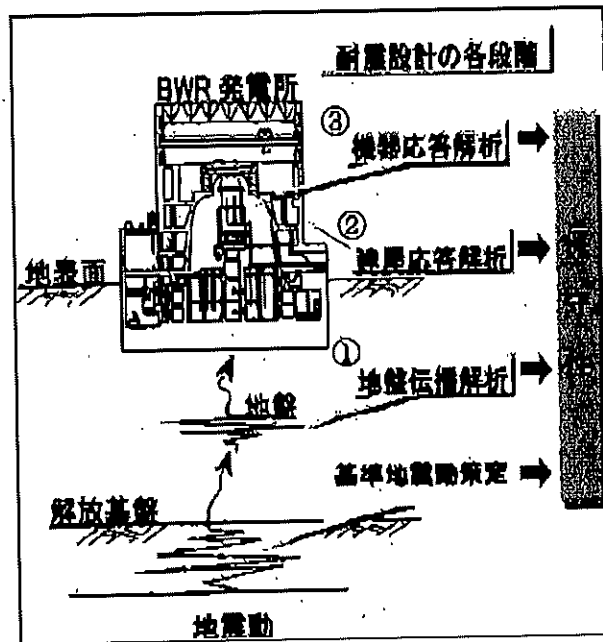 耐震設計の各段階
BWR 発電所
③
機器応答解析
②
建屋応答解析
地表面
①
地盤伝播解析
地盤
基準地震動策定
解放基盤
地震動